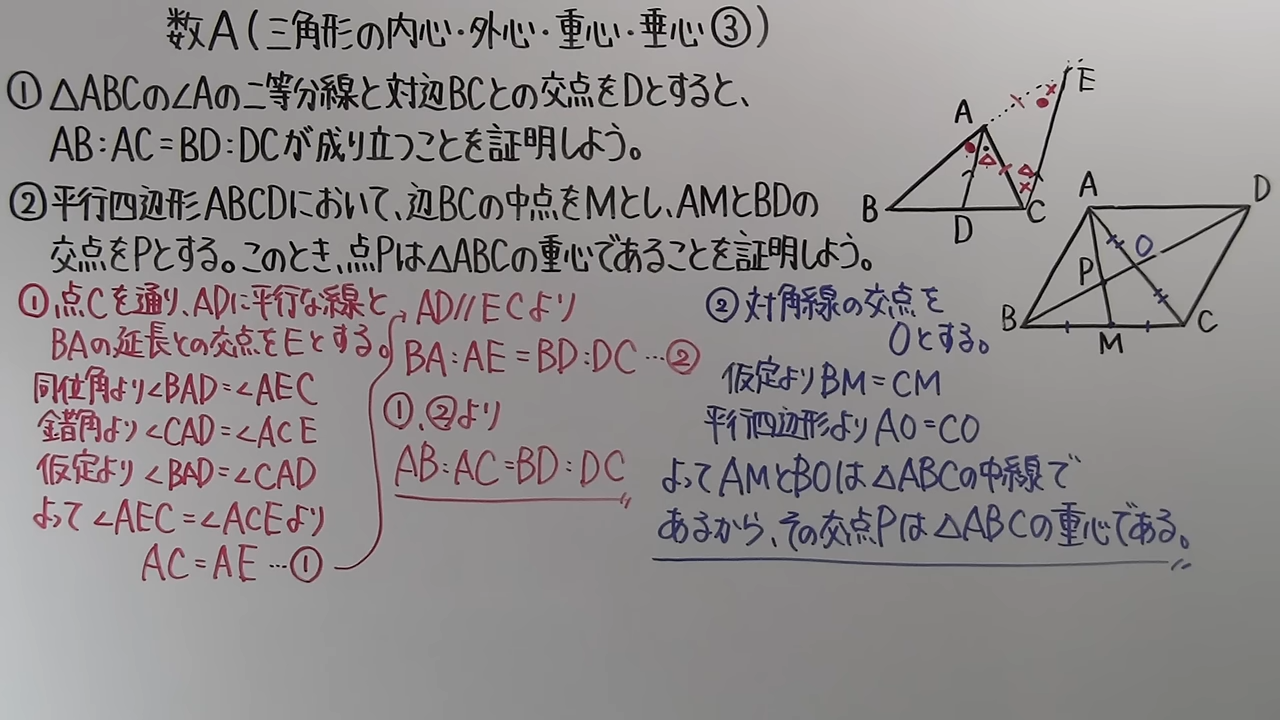 数A(三角形の内心・外心・重心・垂心③)
① △ABCの∠Aの二等分線と対辺BCとの交点をDとすると、
AB:AC=BD:DCが成り立つことを証明しよう。
② 平行四辺形ABCDにおいて、辺BCの中点をMとし、AMとBDの
交点をPとする。このとき、点Pは△ABCの重心であることを証明しよう。
①点Cを通り、ADに平行な線と
BAの延長との交点をEとする。
同位角より∠BAD=∠AEC
錯角より∠CAD=∠ACE
仮定より∠BAD=∠CAD
よって∠AEC=∠ACEより
AC=AE…①
AD//ECより
BA:AE=BD:DC…②
①、②より
AB:AC=BD:DC
②対角線の交点を
Oとする。
仮定よりBM=CM
平行四辺形よりAO=CO
よってAMとBOは△ABCの中線で
あるから、その交点Pは△ABCの重心である。
E
A
B
D
C
A
D
O
P
B
M
C